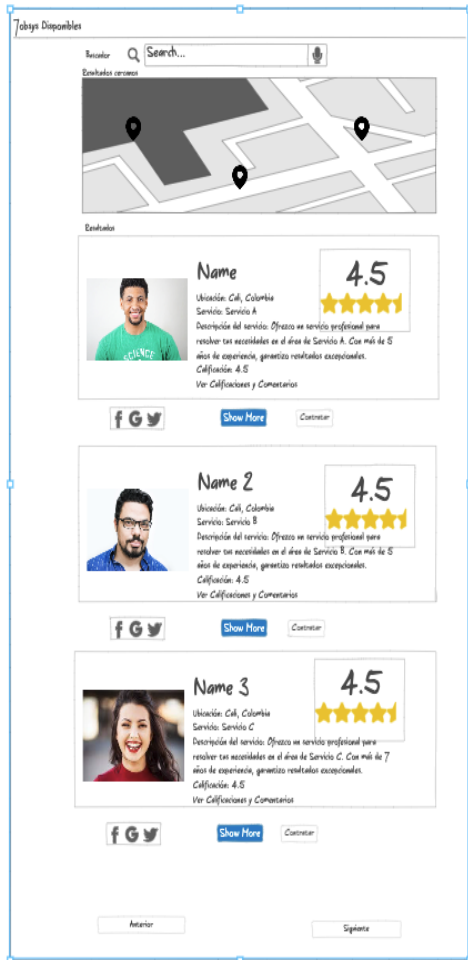 7obsys Disponibles
Buscador Search...
Resultados cercanos
Resultados
Name
4.5
Ubicación: Cali, Colombia
Servicio: Servicio A
Descripción del servicio: Ofrezco un servicio profesional para
resolver tus necesidades en el área de Servicio A. Con más de 5
años de experiencia, garantizo resultados excepcionales.
Calificación: 4.5
Ver Calificaciones y Comentarios
SCIENCE
f G Show More Contratar
Name 2
4.5
Ubicación: Cali, Colombia
Servicio: Servicio B
Descripción del servicio: Ofrezco un servicio profesional para
resolver tus necesidades en el área de Servicio B. Con más de 5
años de experiencia, garantizo resultados excepcionales.
Calificación: 4.5
Ver Calificaciones y Comentarios
f G Show More Contratar
Name 3
4.5
Ubicación: Cali, Colombia
Servicio: Servicio C
Descripción del servicio: Ofrezco un servicio profesional para
resolver tus necesidades en el área de Servicio C. Con más de 7
años de experiencia, garantizo resultados excepcionales.
Calificación: 4.5
Ver Calificaciones y Comentarios
f G Show More Contratar
Anterior Siguiente